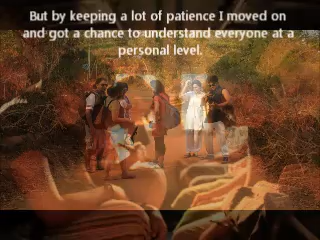 But by keeping a lot of patience I moved on
and got a chance to understand everyone at a
personal level.